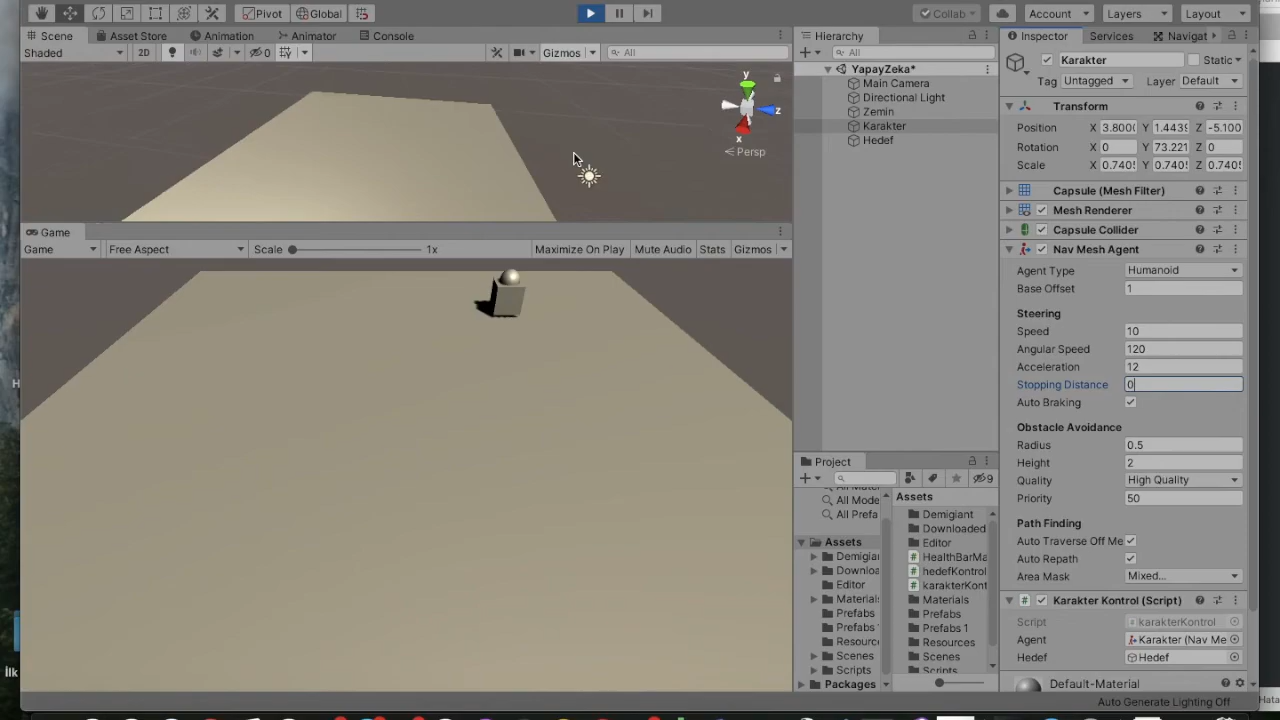 Pivot Global Collab Account Layers Layout
Scene Asset Store Animation Animator Console
Shaded 2D 0 Gizmos All
y
z
x
Persp
Game
Game Free Aspect Scale 1x Maximize On Play Mute Audio Stats Gizmos
Hierarchy
All
YapayZeka*
Main Camera
Directional Light
Zemin
Karakter
Hedef
Project
9
All Mode
All Prefa
Assets
Demigian
Downloa
Editor
Materials
Prefabs
Prefabs 1
Resourc
Scenes
Scripts
Packages
Assets
Demigiant
Downloaded
Editor
HealthBarMa
hedefKontrol
karakterKont
Materials
Prefabs
Prefabs 1
Resources
Scenes
Scripts
Inspector Services Navigat
Karakter Static
Tag Untagged Layer Default
Transform
Position X 3.800( Y 1.4439 Z -5.100
Rotation X 0 Y 73.221 Z 0
Scale X 0.740! Y 0.740! Z 0.740!
Capsule (Mesh Filter)
Mesh Renderer
Capsule Collider
Nav Mesh Agent
Agent Type Humanoid
Base Offset 1
Steering
Speed 10
Angular Speed 120
Acceleration 12
Stopping Distance 0
Auto Braking
Obstacle Avoidance
Radius 0.5
Height 2
Quality High Quality
Priority 50
Path Finding
Auto Traverse Off Me
Auto Repath
Area Mask Mixed...
Karakter Kontrol (Script)
Script karakterKontrol
Agent Karakter (Nav Me
Hedef Hedef
Default-Material
Auto Generate Lighting Off
H
İlk
Hata